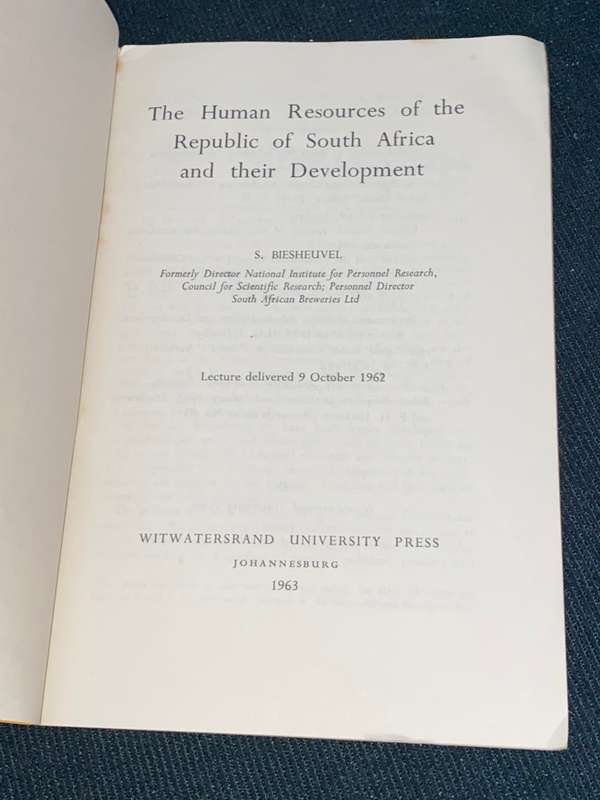 The Human Resources of the
Republic of South Africa
and their Development
S. BIESHEUVEL
Formerly Director National Institute for Personnel Research,
Council for Scientific Research; Personnel Director
South African Breweries Ltd
Lecture delivered 9 October 1962
WITWATERSRAND UNIVERSITY PRESS
JOHANNESBURG
1963